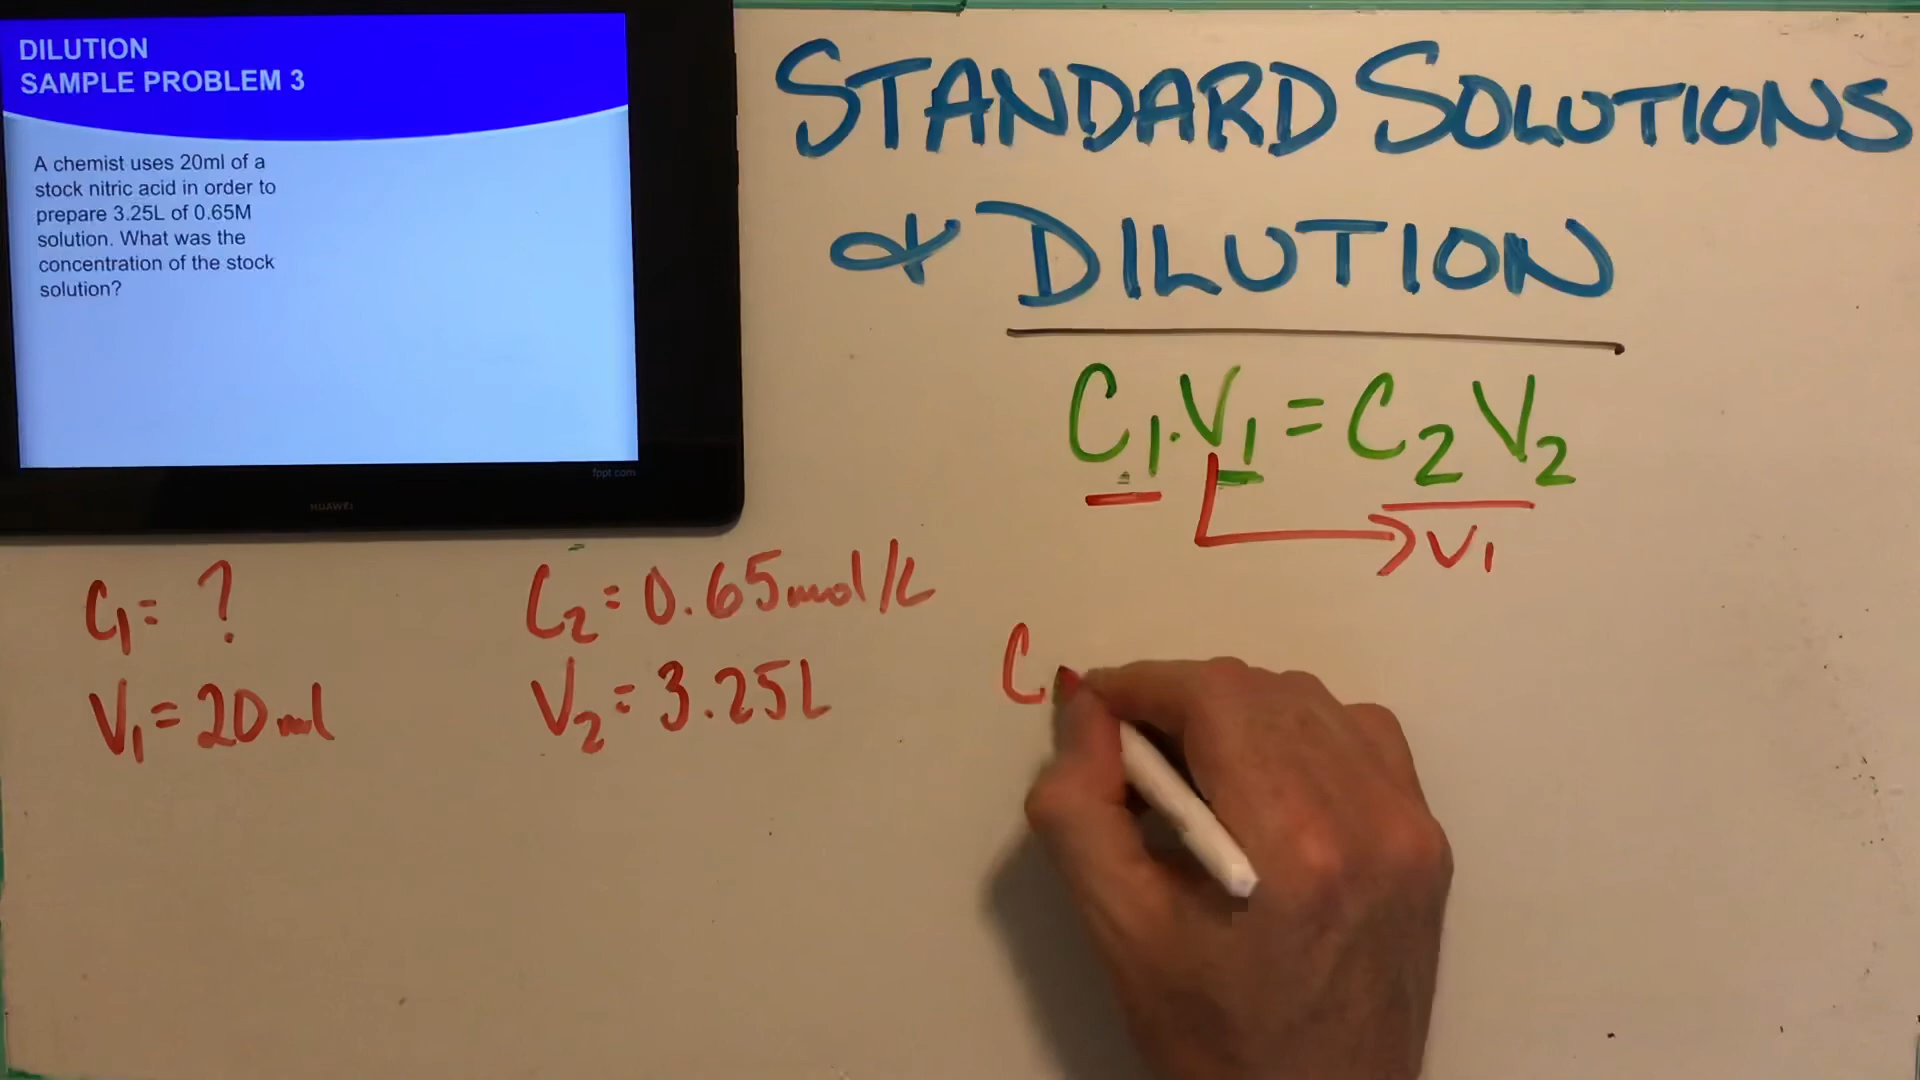 DILUTION
SAMPLE PROBLEM 3
A chemist uses 20ml of a
stock nitric acid in order to
prepare 3.25L of 0.65M
solution. What was the
concentration of the stock
solution?
fppt.com
HUAWEI
STANDARD SOLUTIONS
& DILUTION
C₁.V₁ = C₂ V₂
V₁
C₁ = ?
V₁ = 20ml
C₂ = 0.65mol/L
V₂ = 3.25L
C